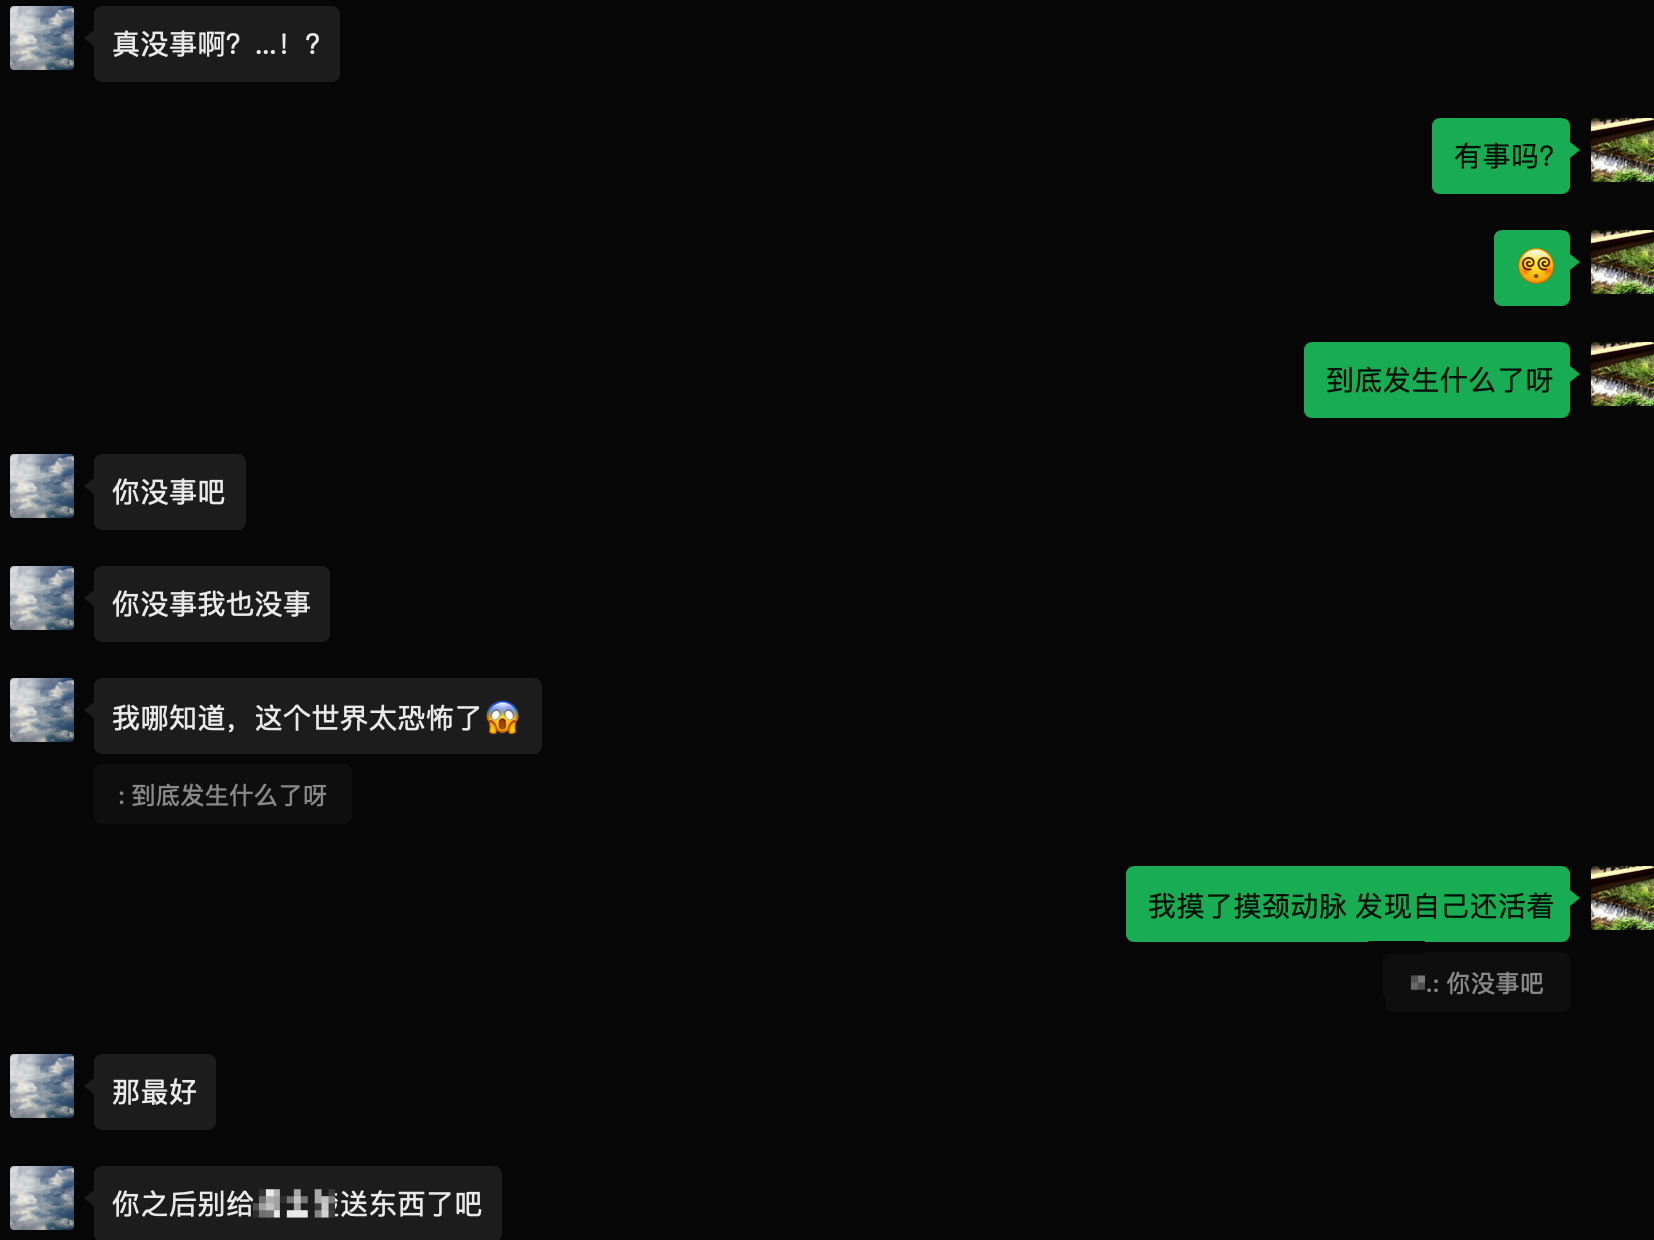 真没事啊？...！？
有事吗？
😵‍💫
到底发生什么了呀
你没事吧
你没事我也没事
我哪知道，这个世界太恐怖了😱
: 到底发生什么了呀
我摸了摸颈动脉 发现自己还活着
.: 你没事吧
那最好
你之后别给送东西了吧